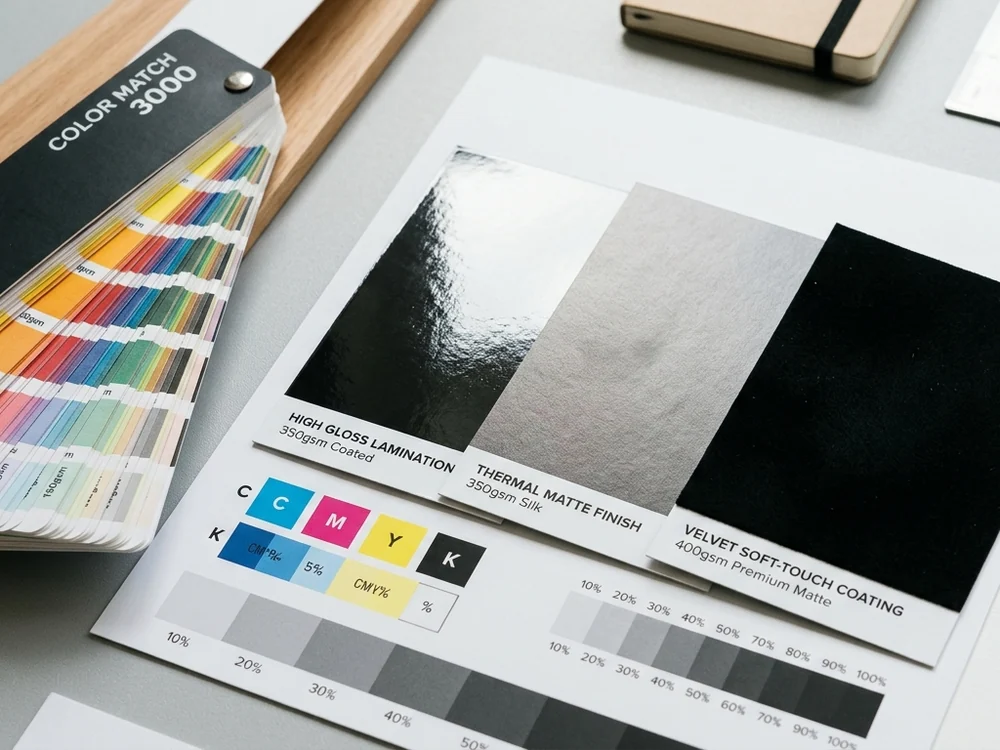 COLOR MATCH
3000
HIGH GLOSS LAMINATION
350gsm Coated
THERMAL MATTE FINISH
350gsm Silk
VELVET SOFT-TOUCH COATING
400gsm Premium Matte
C
C M Y K
K
5% CMY% %
10% 20% 30% 40% 50%
10% 20% 30% 40% 50% 70% 80% 90% 100%
10% 20% 30% 40% 50% 60% 70% 90% 100%